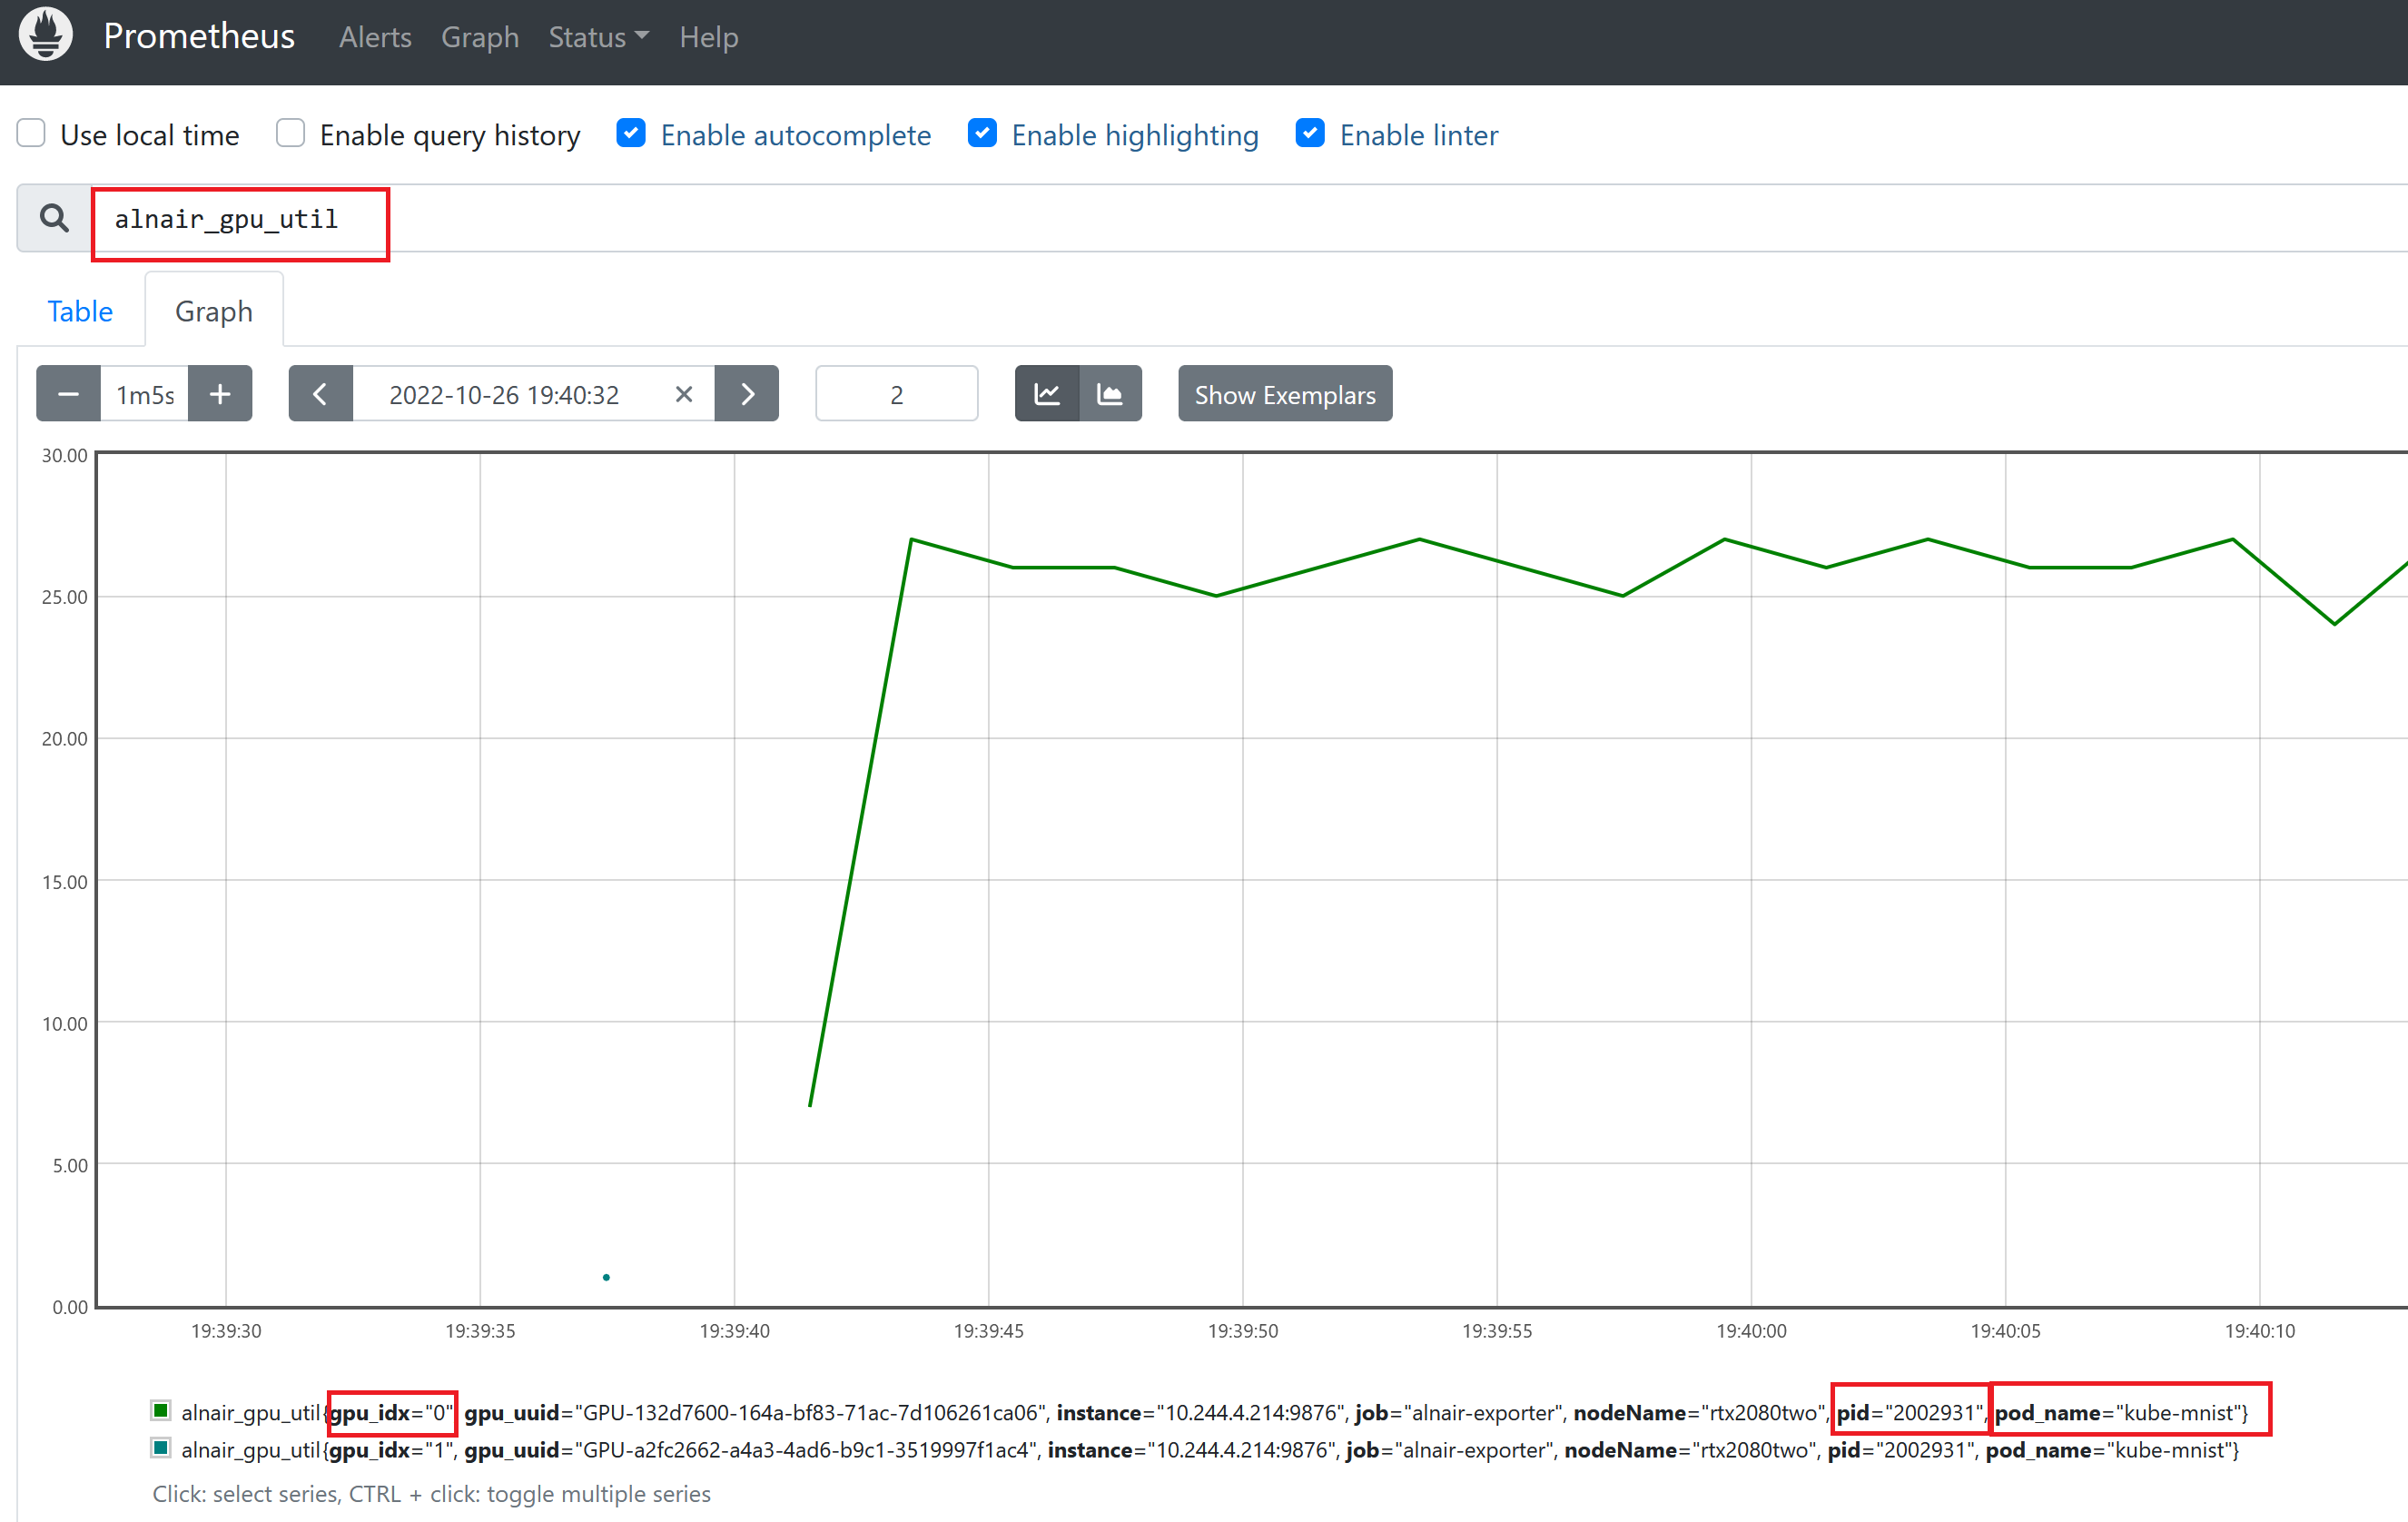 Prometheus Alerts Graph Status Help
Use local time Enable query history Enable autocomplete Enable highlighting Enable linter
alnair_gpu_util
Table Graph
1m5s 2022-10-26 19:40:32 2 Show Exemplars
30.00
25.00
20.00
15.00
10.00
5.00
0.00
19:39:30 19:39:35 19:39:40 19:39:45 19:39:50 19:39:55 19:40:00 19:40:05 19:40:10
alnair_gpu_util{gpu_idx="0", gpu_uuid="GPU-132d7600-164a-bf83-71ac-7d106261ca06", instance="10.244.4.214:9876", job="alnair-exporter", nodeName="rtx2080two", pid="2002931", pod_name="kube-mnist"}
alnair_gpu_util{gpu_idx="1", gpu_uuid="GPU-a2fc2662-a4a3-4ad6-b9c1-3519997f1ac4", instance="10.244.4.214:9876", job="alnair-exporter", nodeName="rtx2080two", pid="2002931", pod_name="kube-mnist"}
Click: select series, CTRL + click: toggle multiple series